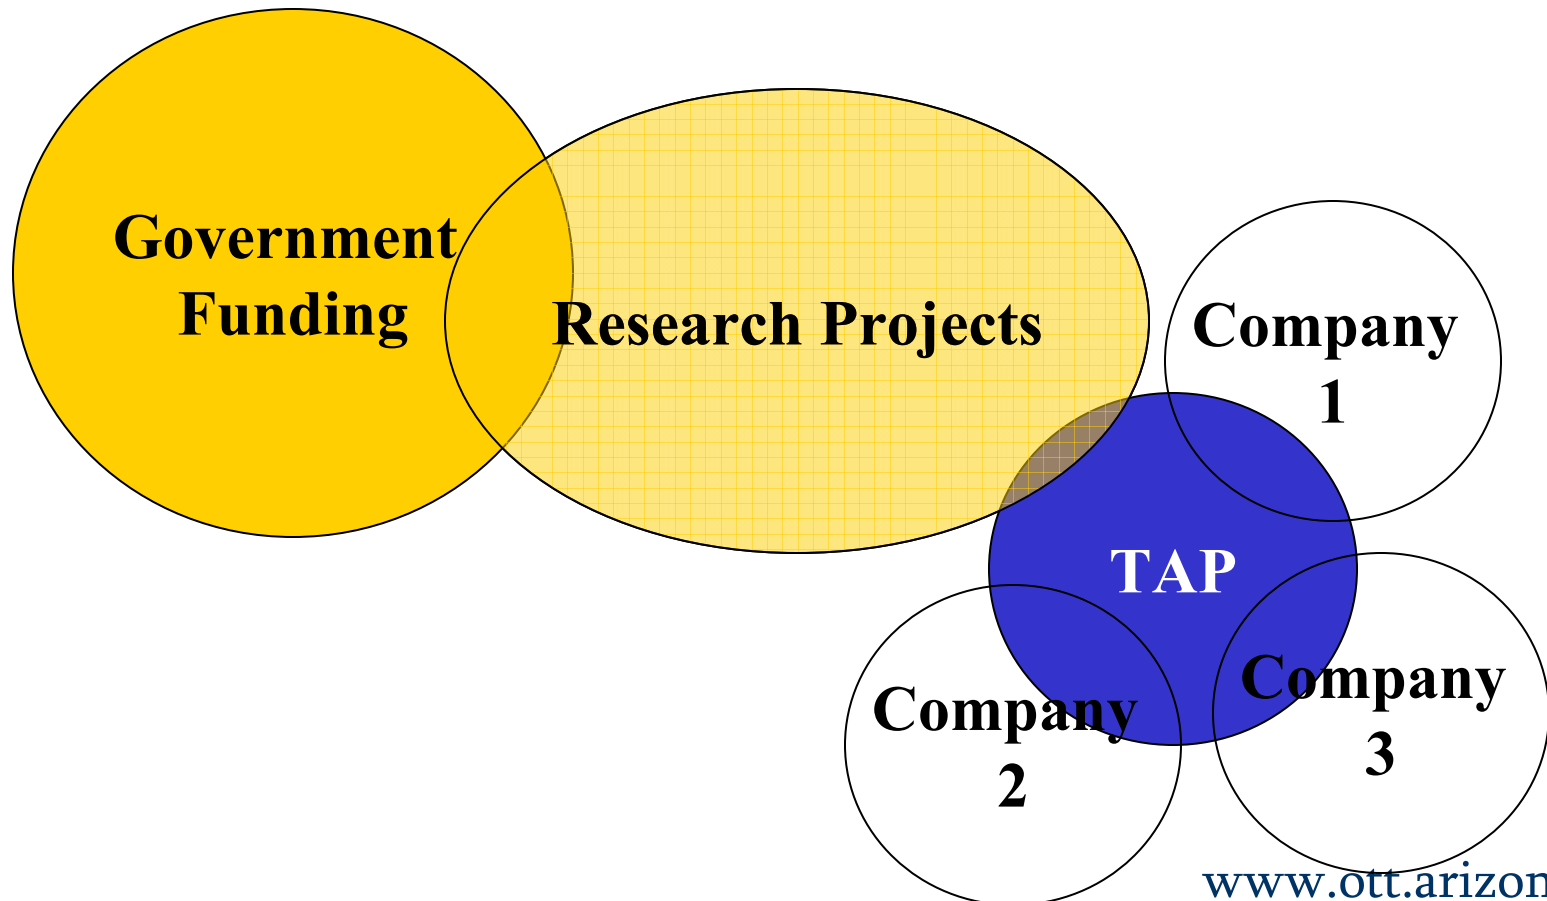 Government
Funding
Research Projects
Company
1
TAP
Company
2
Company
3
www.ott.arizon